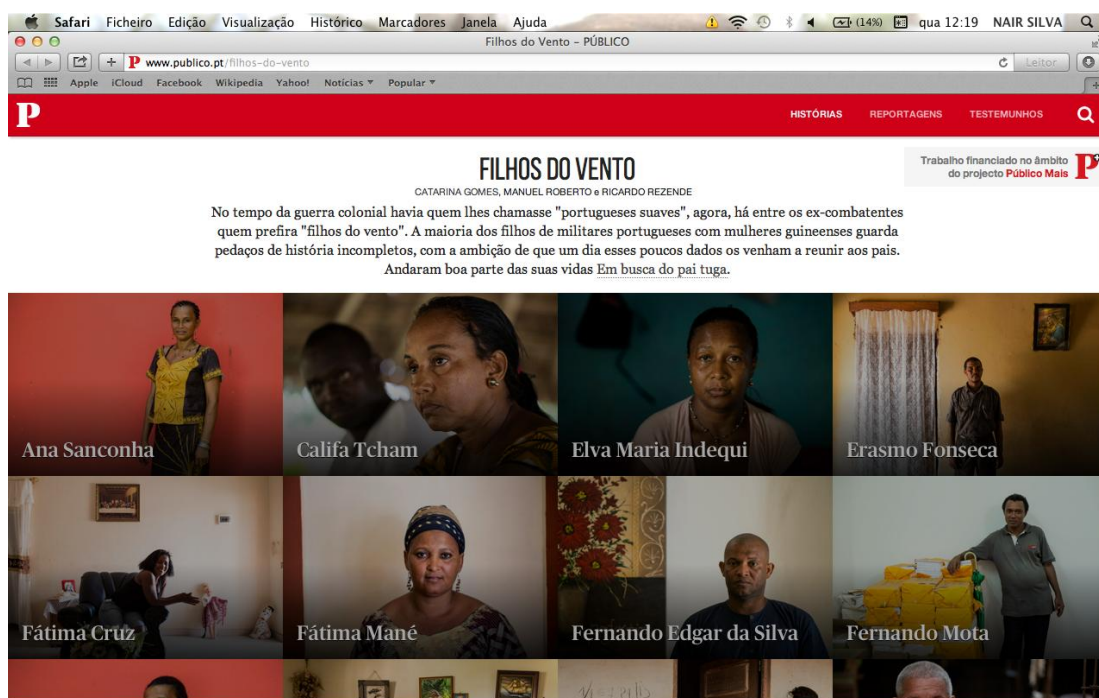 Safari Ficheiro Edição Visualização Histórico Marcadores Janela Ajuda (14%) qua 12:19 NAIR SILVA
Filhos do Vento – PÚBLICO
www.publico.pt/filhos-do-vento Leitor
Apple iCloud Facebook Wikipedia Yahoo! Notícias Popular
P HISTÓRIAS REPORTAGENS TESTEMUNHOS
FILHOS DO VENTO
CATARINA GOMES, MANUEL ROBERTO e RICARDO REZENDE
Trabalho financiado no âmbito
do projecto Público Mais P+
No tempo da guerra colonial havia quem lhes chamasse "portugueses suaves", agora, há entre os ex-combatentes
quem prefira "filhos do vento". A maioria dos filhos de militares portugueses com mulheres guineenses guarda
pedaços de história incompletos, com a ambição de que um dia esses poucos dados os venham a reunir aos pais.
Andaram boa parte das suas vidas Em busca do pai tuga.
Ana Sanconha
Califa Tcham
Elva Maria Indequi
Erasmo Fonseca
Fátima Cruz
Fátima Mané
Fernando Edgar da Silva
Fernando Mota